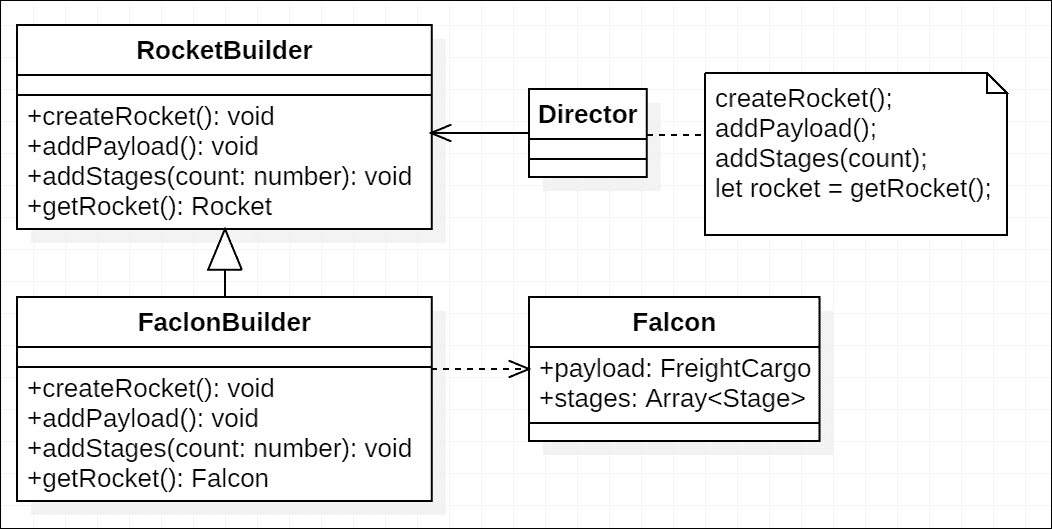 RocketBuilder
+createRocket(): void
+addPayload(): void
+addStages(count: number): void
+getRocket(): Rocket
Director
createRocket();
addPayload();
addStages(count);
let rocket = getRocket();
FaclonBuilder
+createRocket(): void
+addPayload(): void
+addStages(count: number): void
+getRocket(): Falcon
Falcon
+payload: FreightCargo
+stages: Array<Stage>